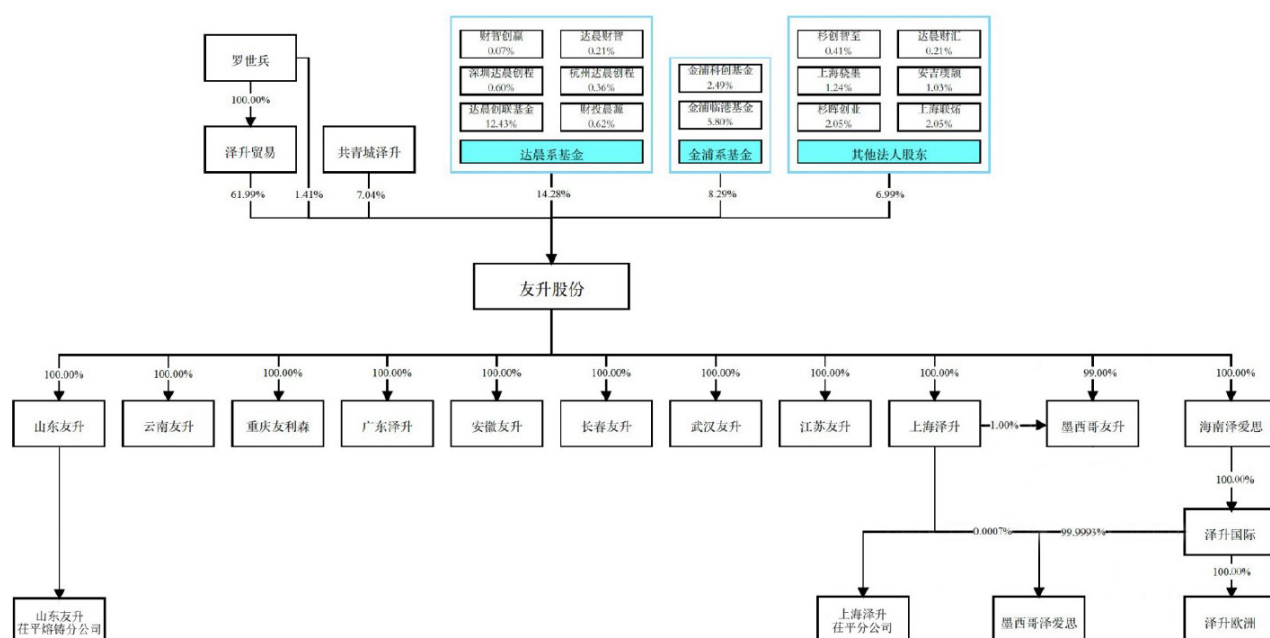 罗世兵
100.00%
泽升贸易
共青城泽升
财智创赢
0.07%
达晨财智
0.21%
深圳达晨创程
0.60%
杭州达晨创程
0.36%
达晨创联基金
12.43%
财投晨源
0.62%
达晨系基金
金浦科创基金
2.49%
金浦临港基金
5.80%
金浦系基金
杉创智至
0.41%
达晨财汇
0.21%
上海骁墨
1.24%
1.03%
杉晖创业
2.05%
2.05%
其他法人股东
61.99%
1.41%
7.04%
14.28%
8.29%
6.99%
友升股份
100.00%
100.00%
100.00%
100.00%
100.00%
100.00%
100.00%
100.00%
100.00%
99.00%
100.00%
山东友升
云南友升
重庆友利森
广东泽升
安徽友升
长春友升
武汉友升
江苏友升
上海泽升
1.00%
墨西哥友升
海南泽爱思
100.00%
0.0007%
99.9993%
泽升国际
100.00%
山东友升
茌平熔铸分公司
上海泽升
茌平分公司
墨西哥泽爱思
泽升欧洲